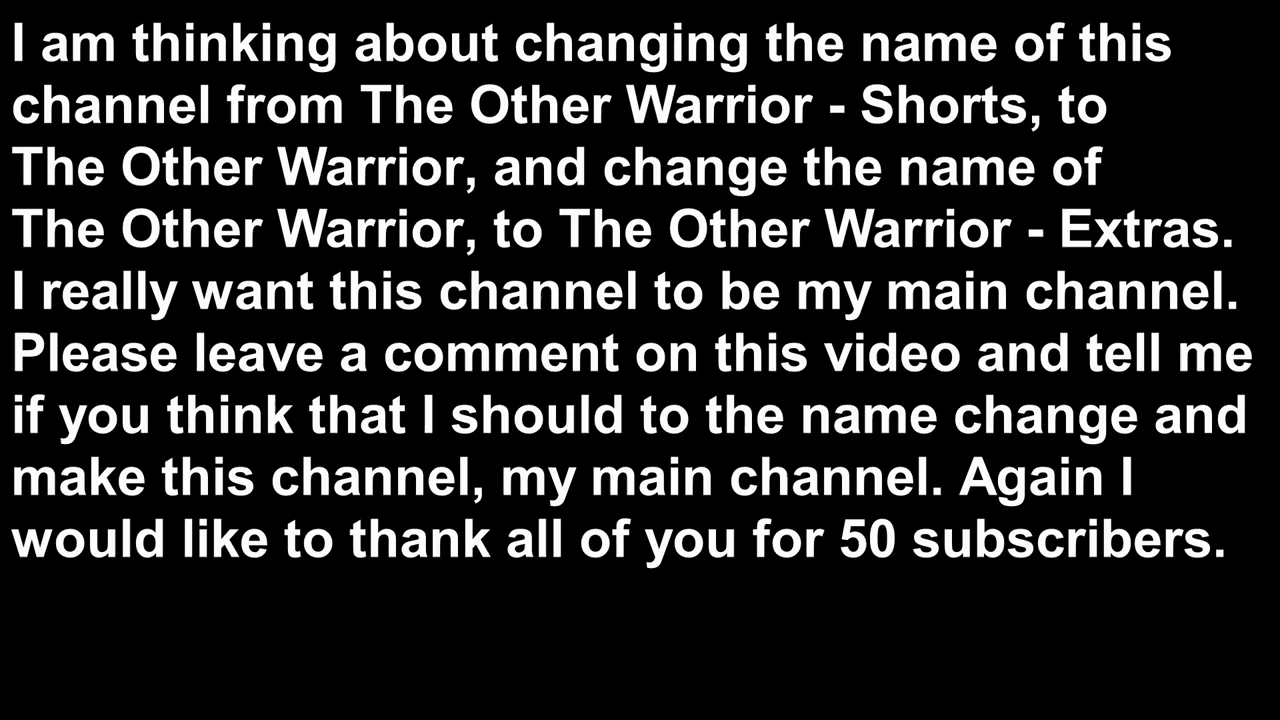 I am thinking about changing the name of this
channel from The Other Warrior - Shorts, to
The Other Warrior, and change the name of
The Other Warrior, to The Other Warrior - Extras.
I really want this channel to be my main channel.
Please leave a comment on this video and tell me
if you think that I should to the name change and
make this channel, my main channel. Again I
would like to thank all of you for 50 subscribers.